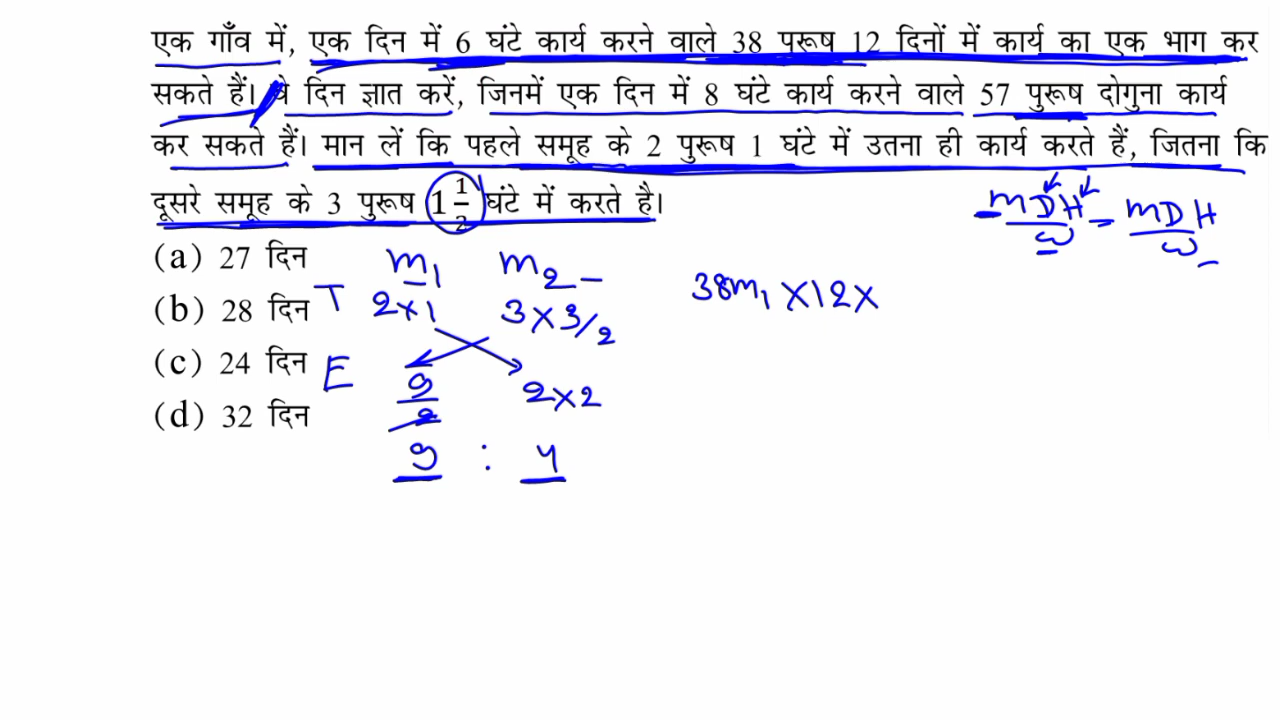 एक गाँव में, एक दिन में 6 घंटे कार्य करने वाले 38 पुरूष 12 दिनों में कार्य का एक भाग कर
सकते हैं। वे दिन ज्ञात करें, जिनमें एक दिन में 8 घंटे कार्य करने वाले 57 पुरूष दोगुना कार्य
कर सकते हैं। मान लें कि पहले समूह के 2 पुरूष 1 घंटे में उतना ही कार्य करते हैं, जितना कि
दूसरे समूह के 3 पुरूष 1 1/2 घंटे में करते है।
MDH/W = MDH/W
(a) 27 दिन
(b) 28 दिन
(c) 24 दिन
(d) 32 दिन
m1 m2
T 2×1 3×3/2
E 9/2 2×2
9 : 4
38m1 ×12×